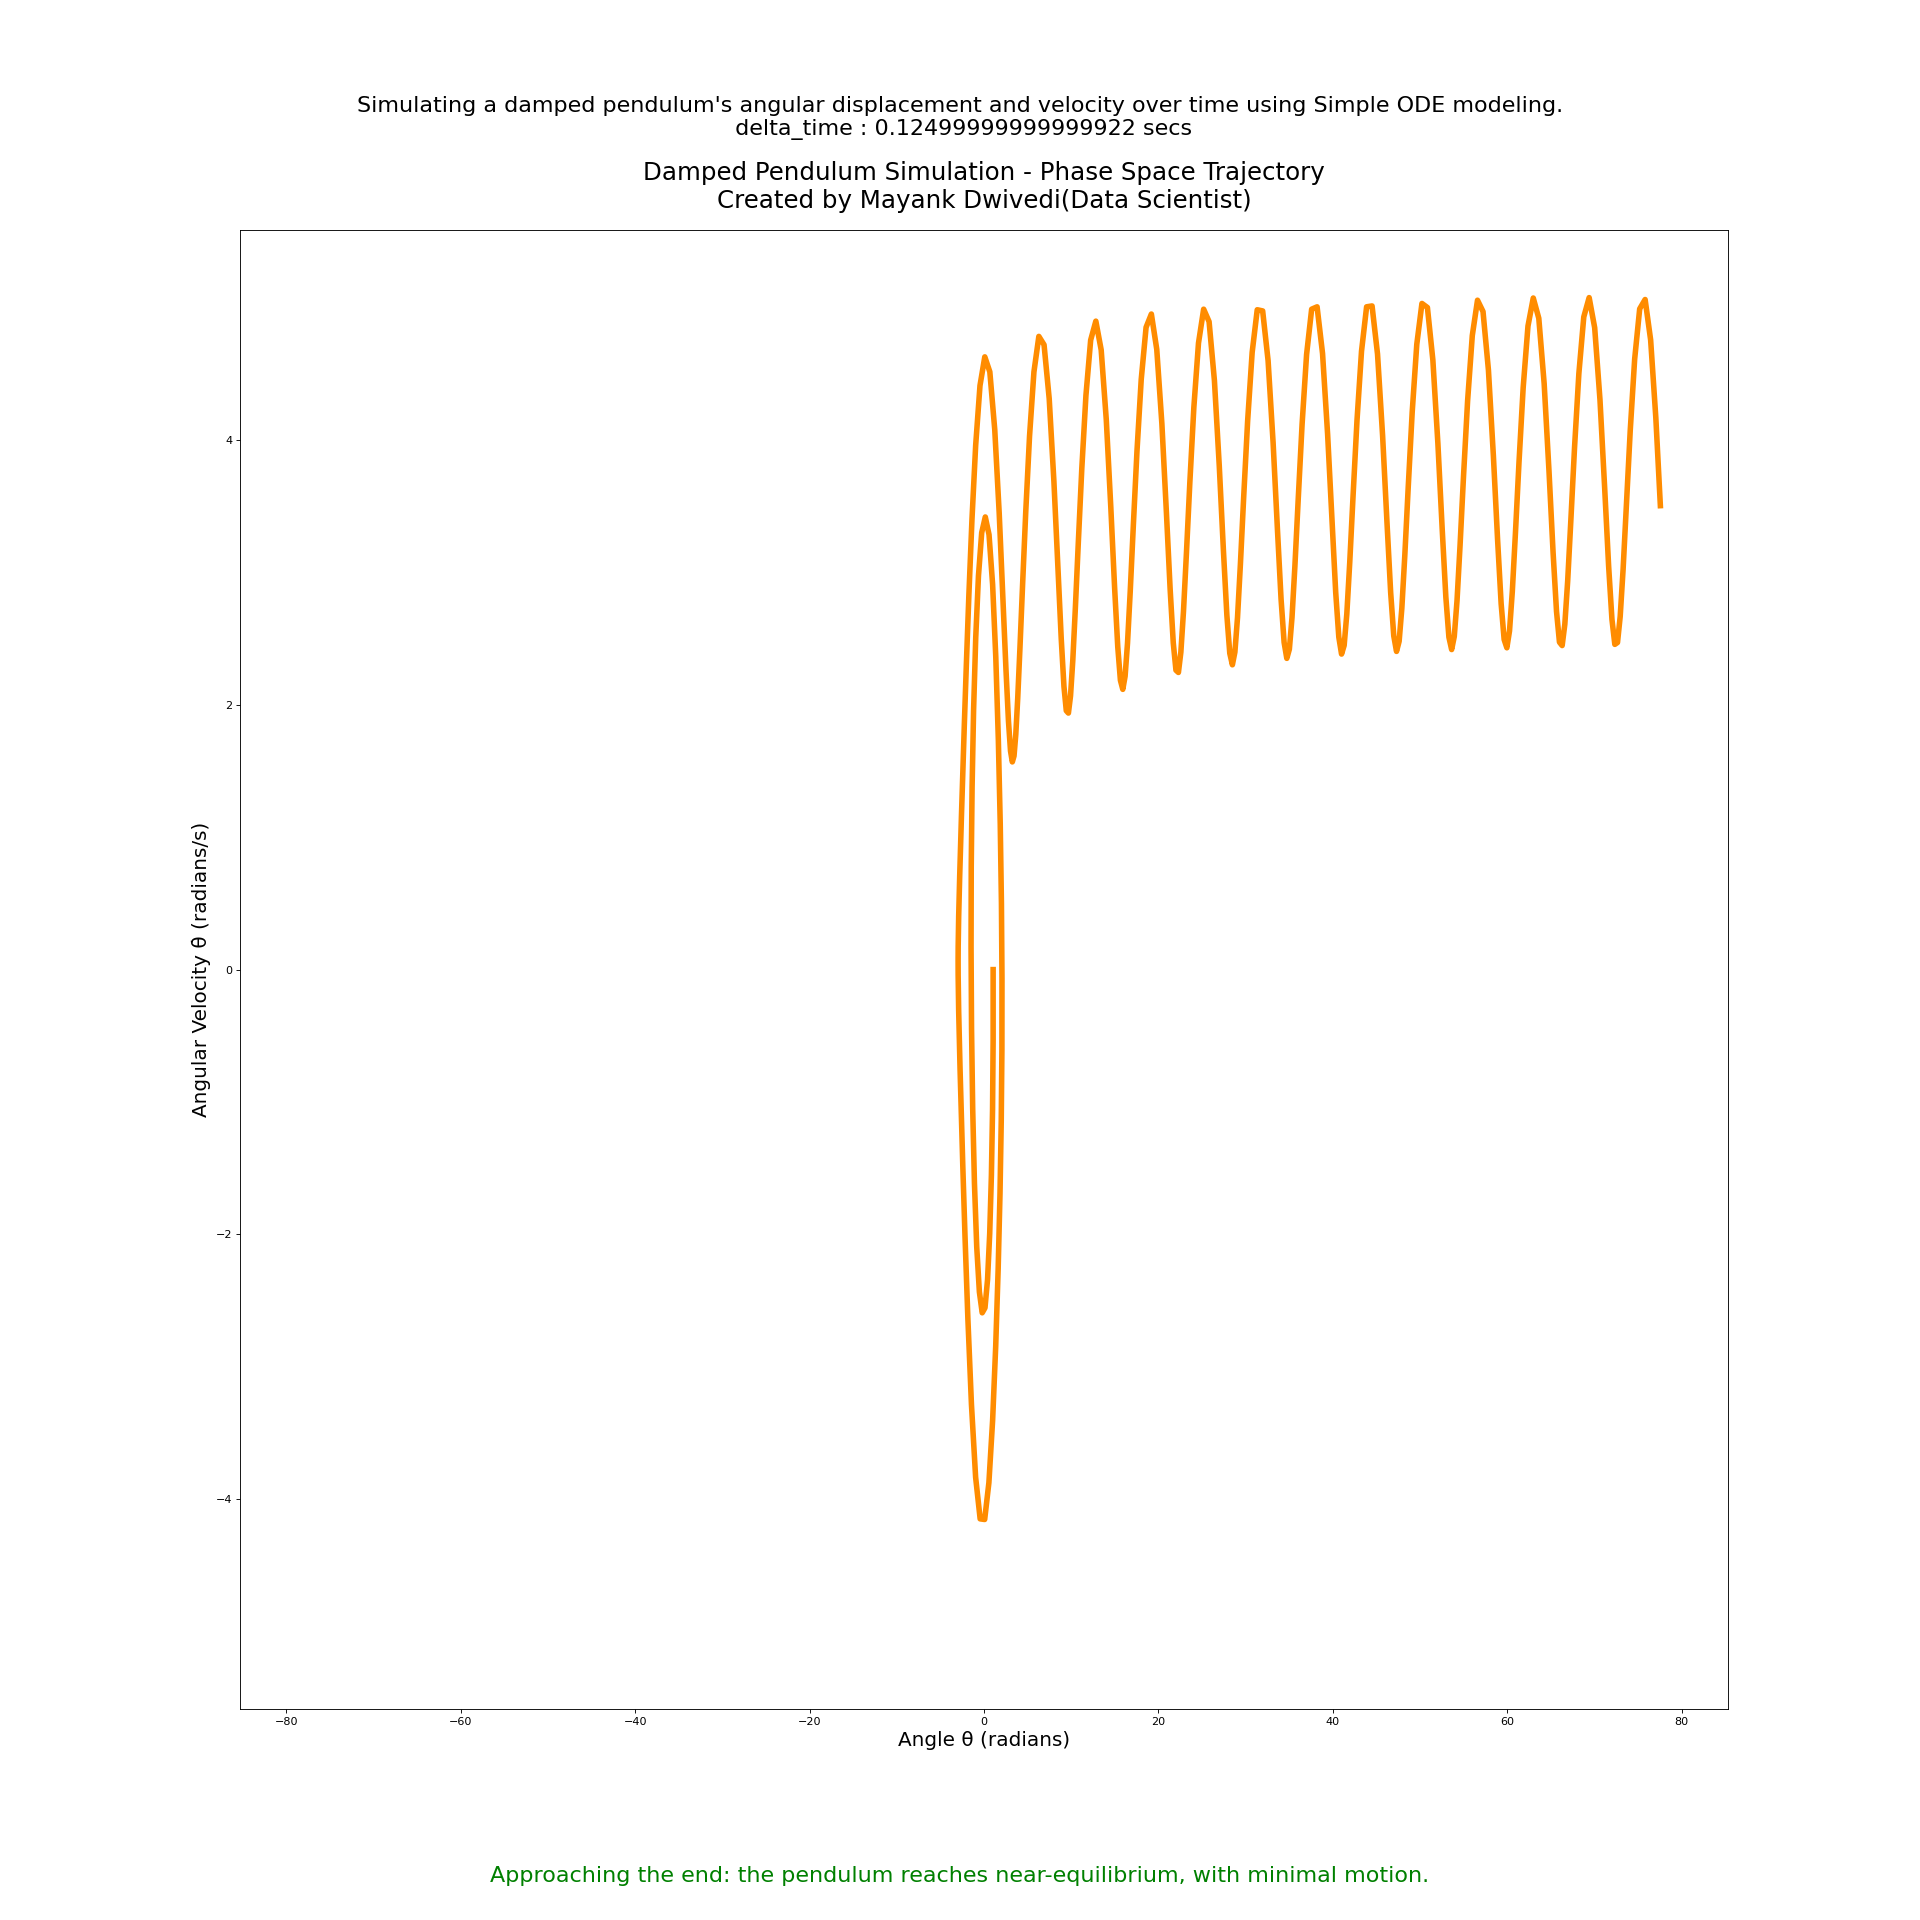 Simulating a damped pendulum's angular displacement and velocity over time using Simple ODE modeling.
delta_time : 0.12499999999999922 secs
Damped Pendulum Simulation - Phase Space Trajectory
Created by Mayank Dwivedi(Data Scientist)
Angular Velocity θ (radians/s)
4
2
0
−2
−4
−80
−60
−40
−20
0
20
40
60
80
Angle θ (radians)
Approaching the end: the pendulum reaches near-equilibrium, with minimal motion.